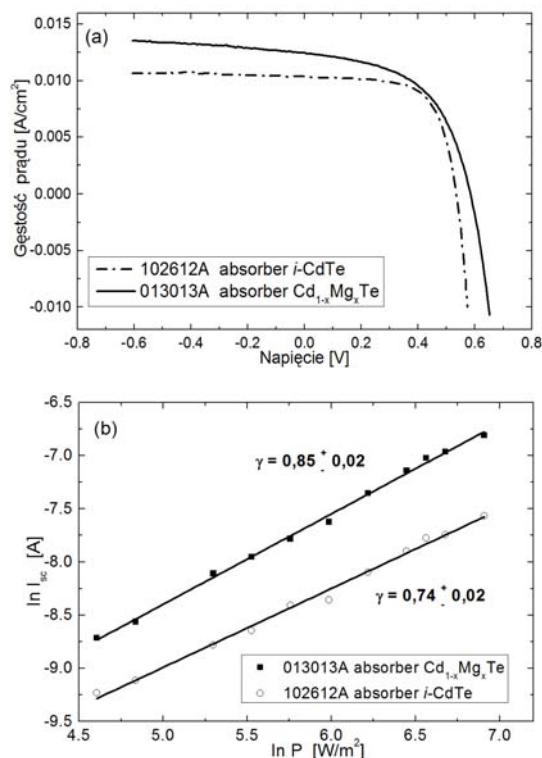 (a)
0.015
0.010
0.005
0.000
-0.005
-0.010
Gęstość prądu [A/cm²]
102612A absorber i-CdTe
013013A absorber Cd₁₋ₓMgₓTe
-0.8 -0.6 -0.4 -0.2 0.0 0.2 0.4 0.6 0.8
Napięcie [V]
(b)
-6.5
-7.0
-7.5
-8.0
-8.5
-9.0
-9.5
ln I_sc [A]
γ = 0,85 ± 0,02
γ = 0,74 ± 0,02
013013A absorber Cd₁₋ₓMgₓTe
102612A absorber i-CdTe
4.5 5.0 5.5 6.0 6.5 7.0
ln P [W/m²]